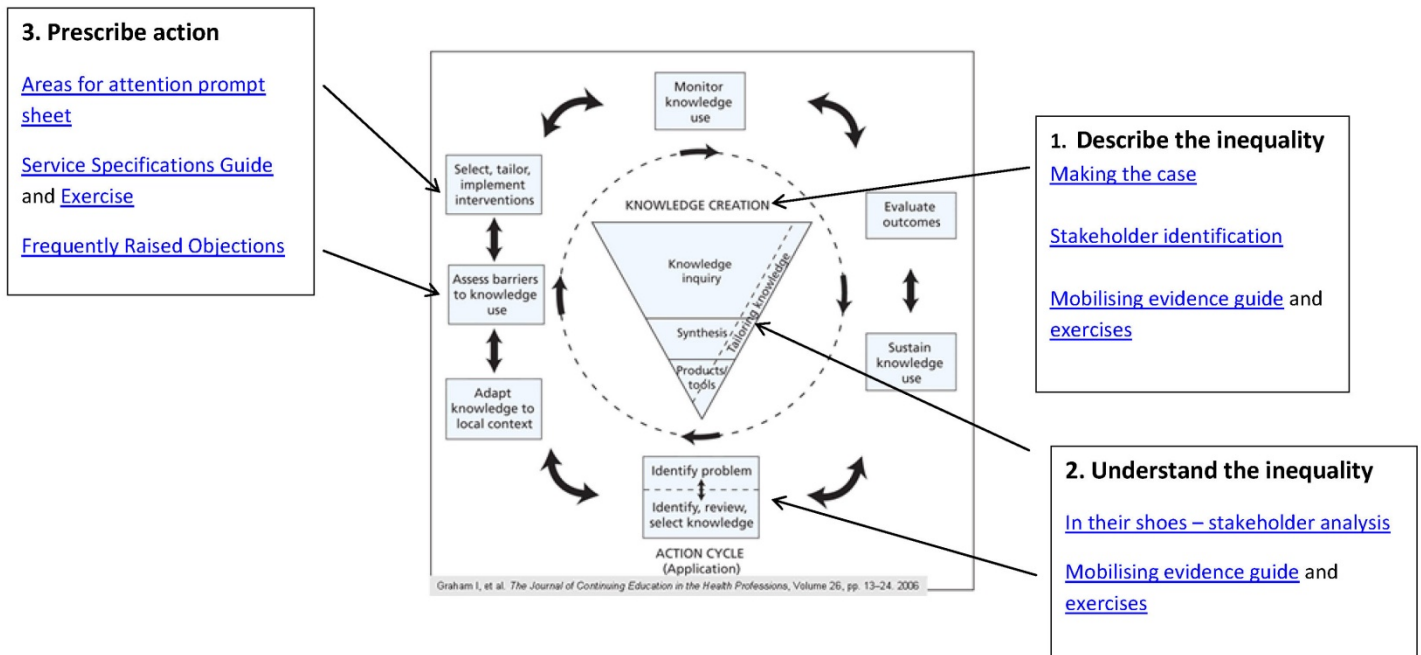 3. Prescribe action
Areas for attention prompt
sheet
Service Specifications Guide
and Exercise
Frequently Raised Objections
Monitor
knowledge
use
Select, tailor,
implement
interventions
KNOWLEDGE CREATION
Evaluate
outcomes
Knowledge
inquiry
Tailoring knowledge
Assess barriers
to knowledge
use
Synthesis
Sustain
knowledge
use
Products/
tools
Adapt
knowledge to
local context
Identify problem
Identify, review,
select knowledge
ACTION CYCLE
(Application)
Graham I, et al. The Journal of Continuing Education in the Health Professions, Volume 26, pp. 13–24. 2006
1. Describe the inequality
Making the case
Stakeholder identification
Mobilising evidence guide and
exercises
2. Understand the inequality
In their shoes – stakeholder analysis
Mobilising evidence guide and
exercises